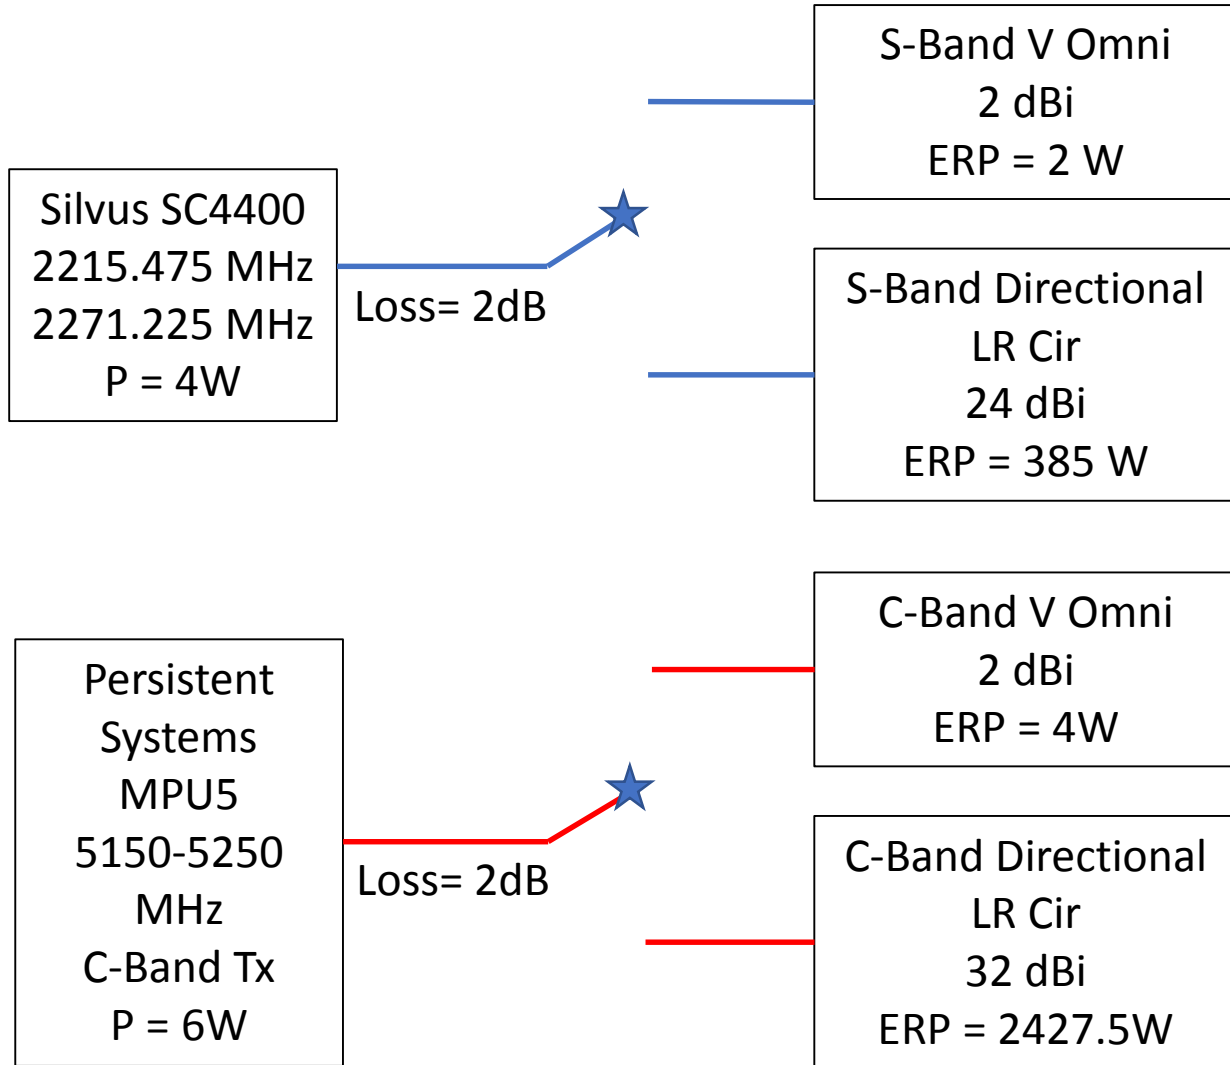 Silvus SC4400
2215.475 MHz
2271.225 MHz
P = 4W
Loss= 2dB
S-Band V Omni
2 dBi
ERP = 2 W
S-Band Directional
LR Cir
24 dBi
ERP = 385 W
Persistent
Systems
MPU5
5150-5250
MHz
C-Band Tx
P = 6W
Loss= 2dB
C-Band V Omni
2 dBi
ERP = 4W
C-Band Directional
LR Cir
32 dBi
ERP = 2427.5W